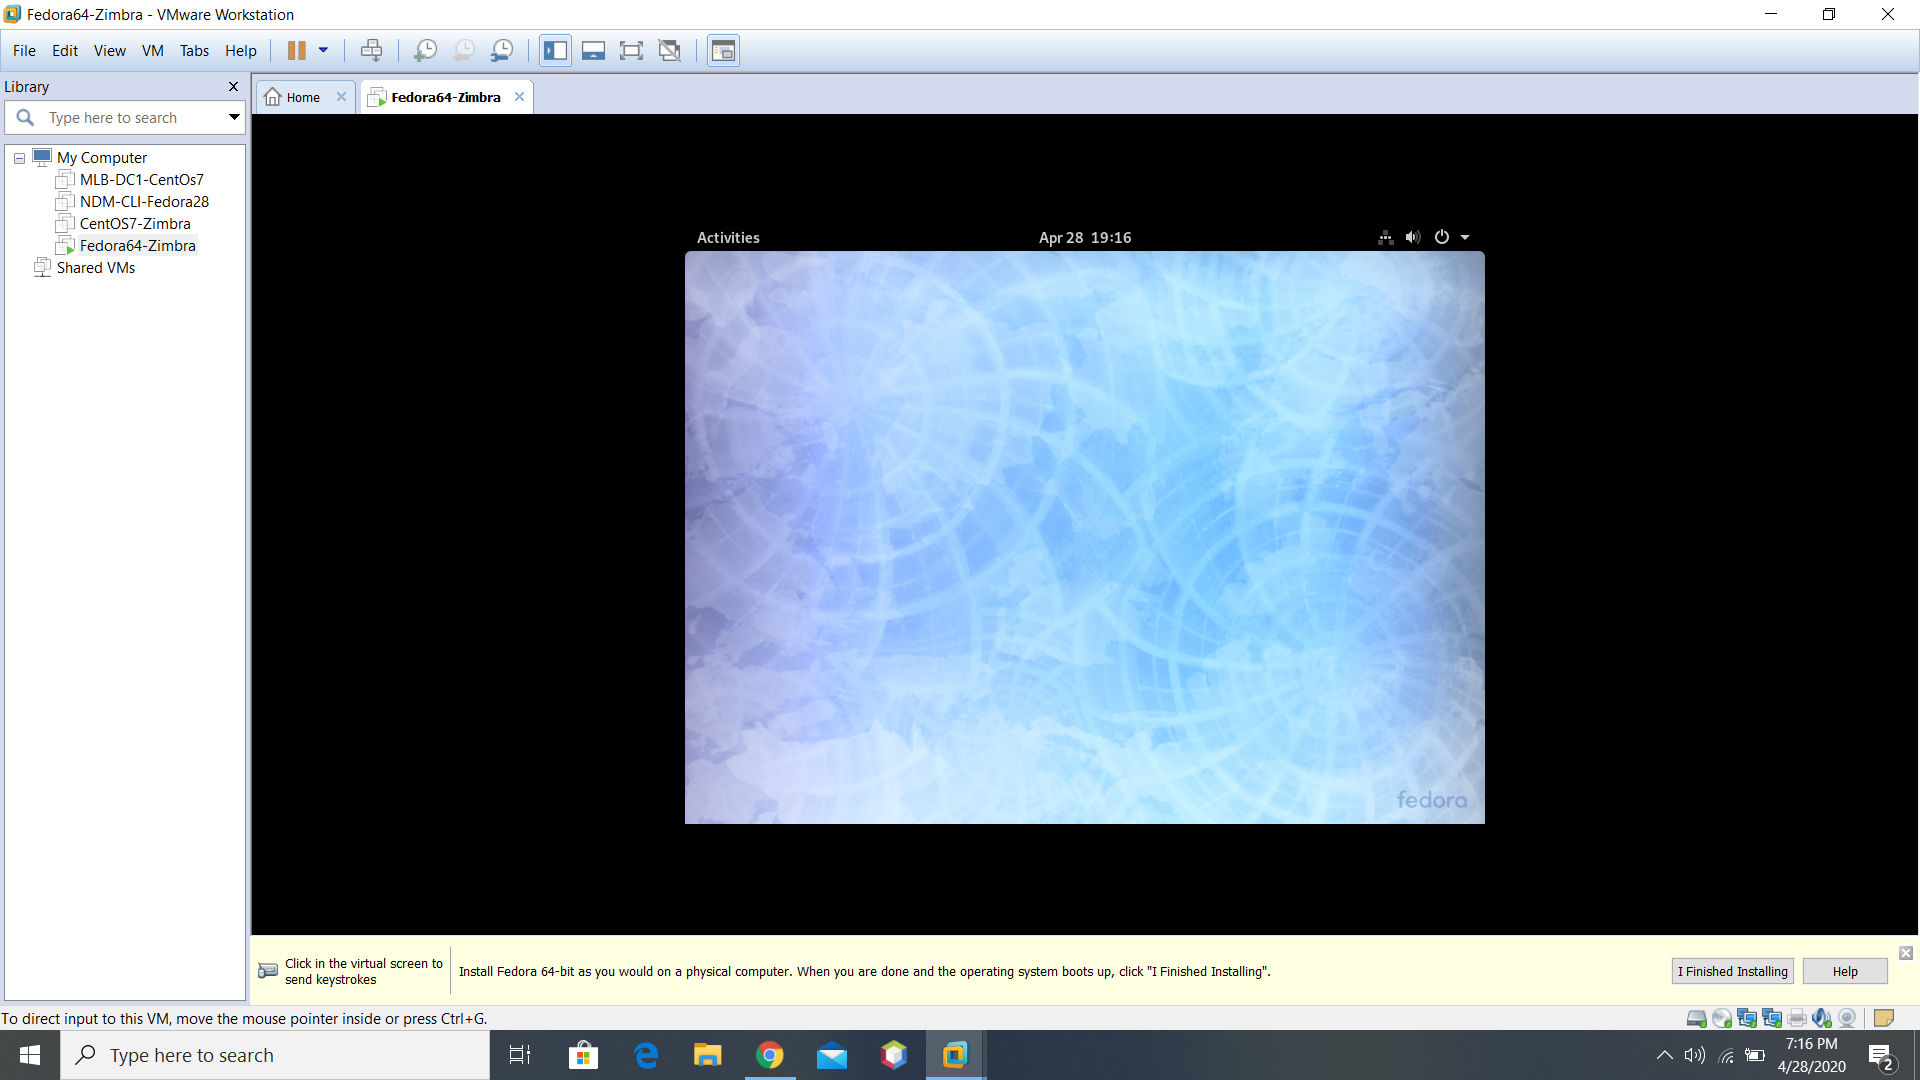 Fedora64-Zimbra - VMware Workstation
File Edit View VM Tabs Help
Library
Home
Fedora64-Zimbra
Type here to search
My Computer
MLB-DC1-CentOs7
NDM-CLI-Fedora28
CentOS7-Zimbra
Fedora64-Zimbra
Shared VMs
Activities
Apr 28 19:16
fedora
Click in the virtual screen to
send keystrokes
Install Fedora 64-bit as you would on a physical computer. When you are done and the operating system boots up, click "I Finished Installing".
I Finished Installing
Help
To direct input to this VM, move the mouse pointer inside or press Ctrl+G.
Type here to search
7:16 PM
4/28/2020
2